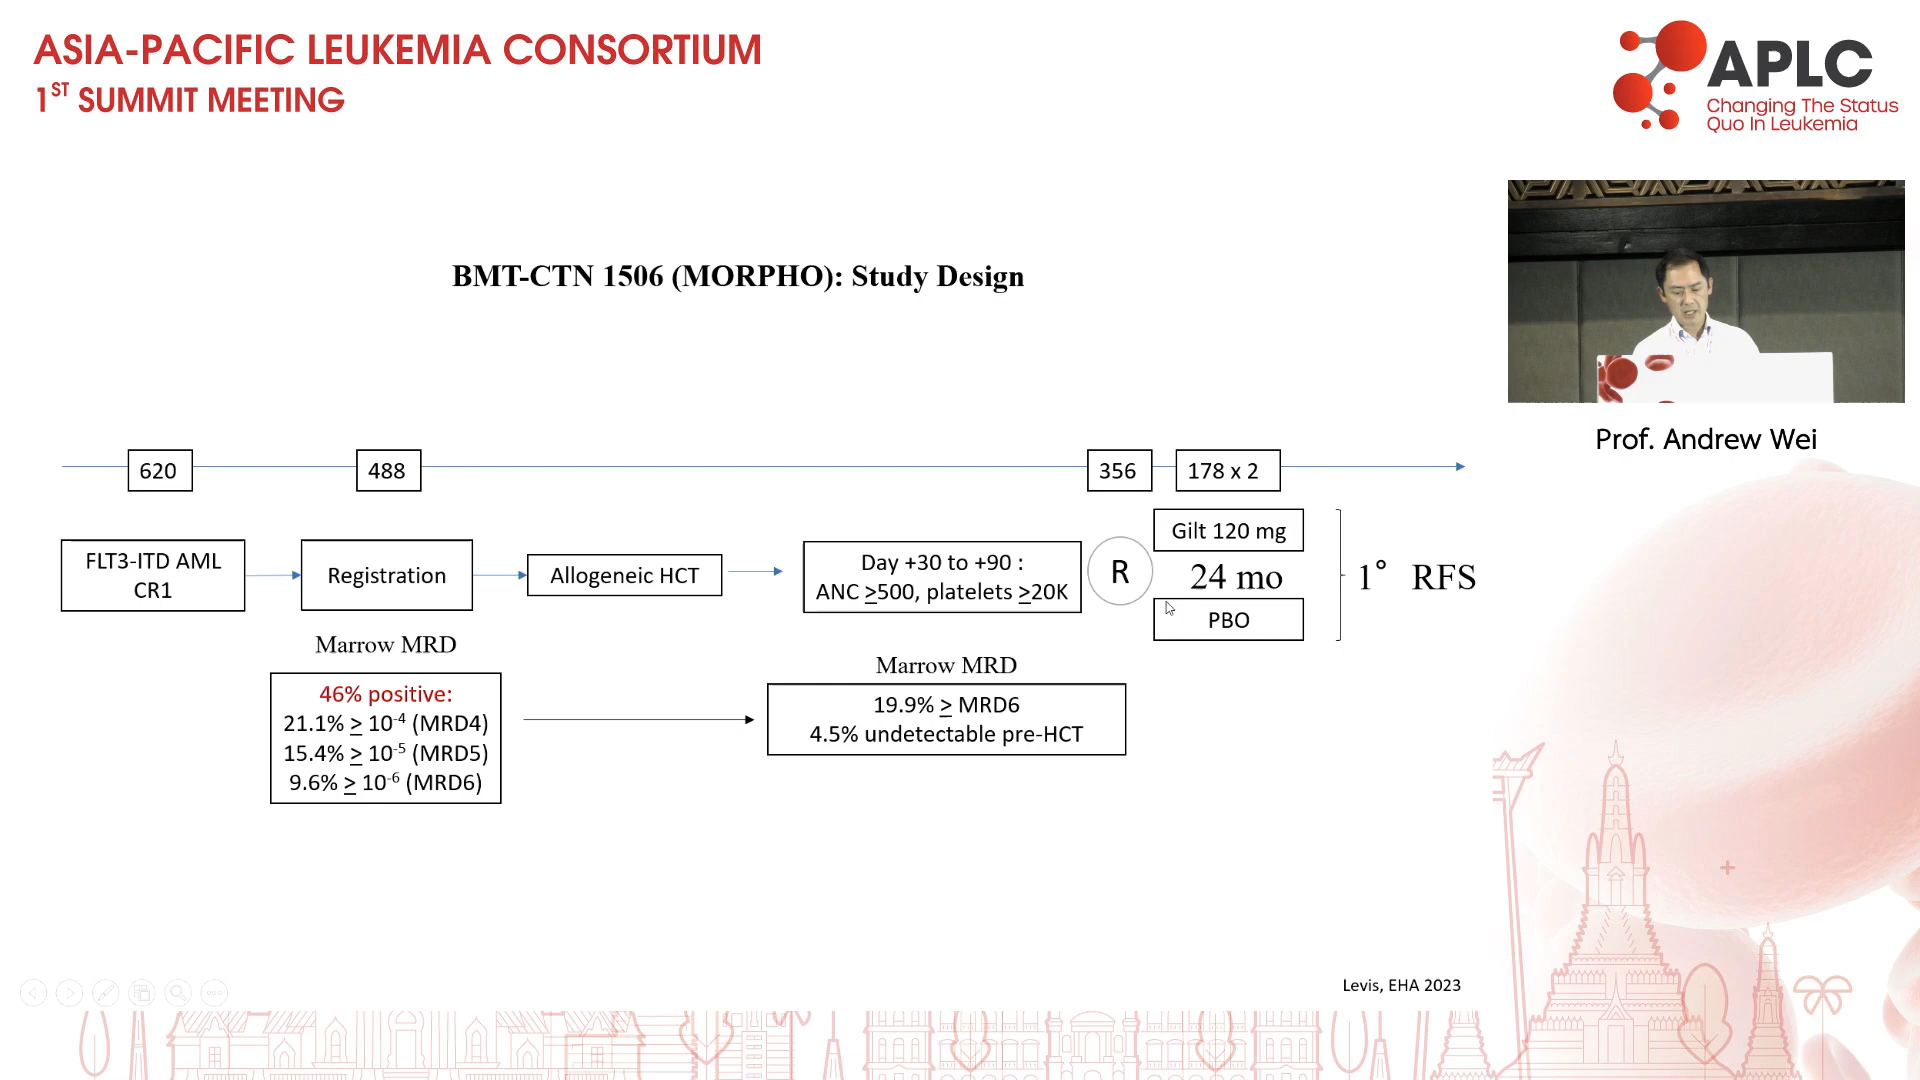 ASIA-PACIFIC LEUKEMIA CONSORTIUM
1ST SUMMIT MEETING
APLC
Changing The Status
Quo In Leukemia
BMT-CTN 1506 (MORPHO): Study Design
Prof. Andrew Wei
620
488
356
178 x 2
FLT3-ITD AML
CR1
Registration
Allogeneic HCT
Day +30 to +90 :
ANC ≥500, platelets ≥20K
R
Gilt 120 mg
24 mo
PBO
1° RFS
Marrow MRD
46% positive:
21.1% ≥ 10-4 (MRD4)
15.4% ≥ 10-5 (MRD5)
9.6% ≥ 10-6 (MRD6)
Marrow MRD
19.9% ≥ MRD6
4.5% undetectable pre-HCT
Levis, EHA 2023